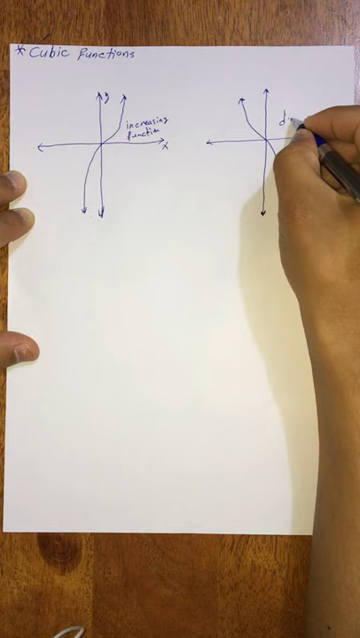 * Cubic functions
y
increasing
function
x
d